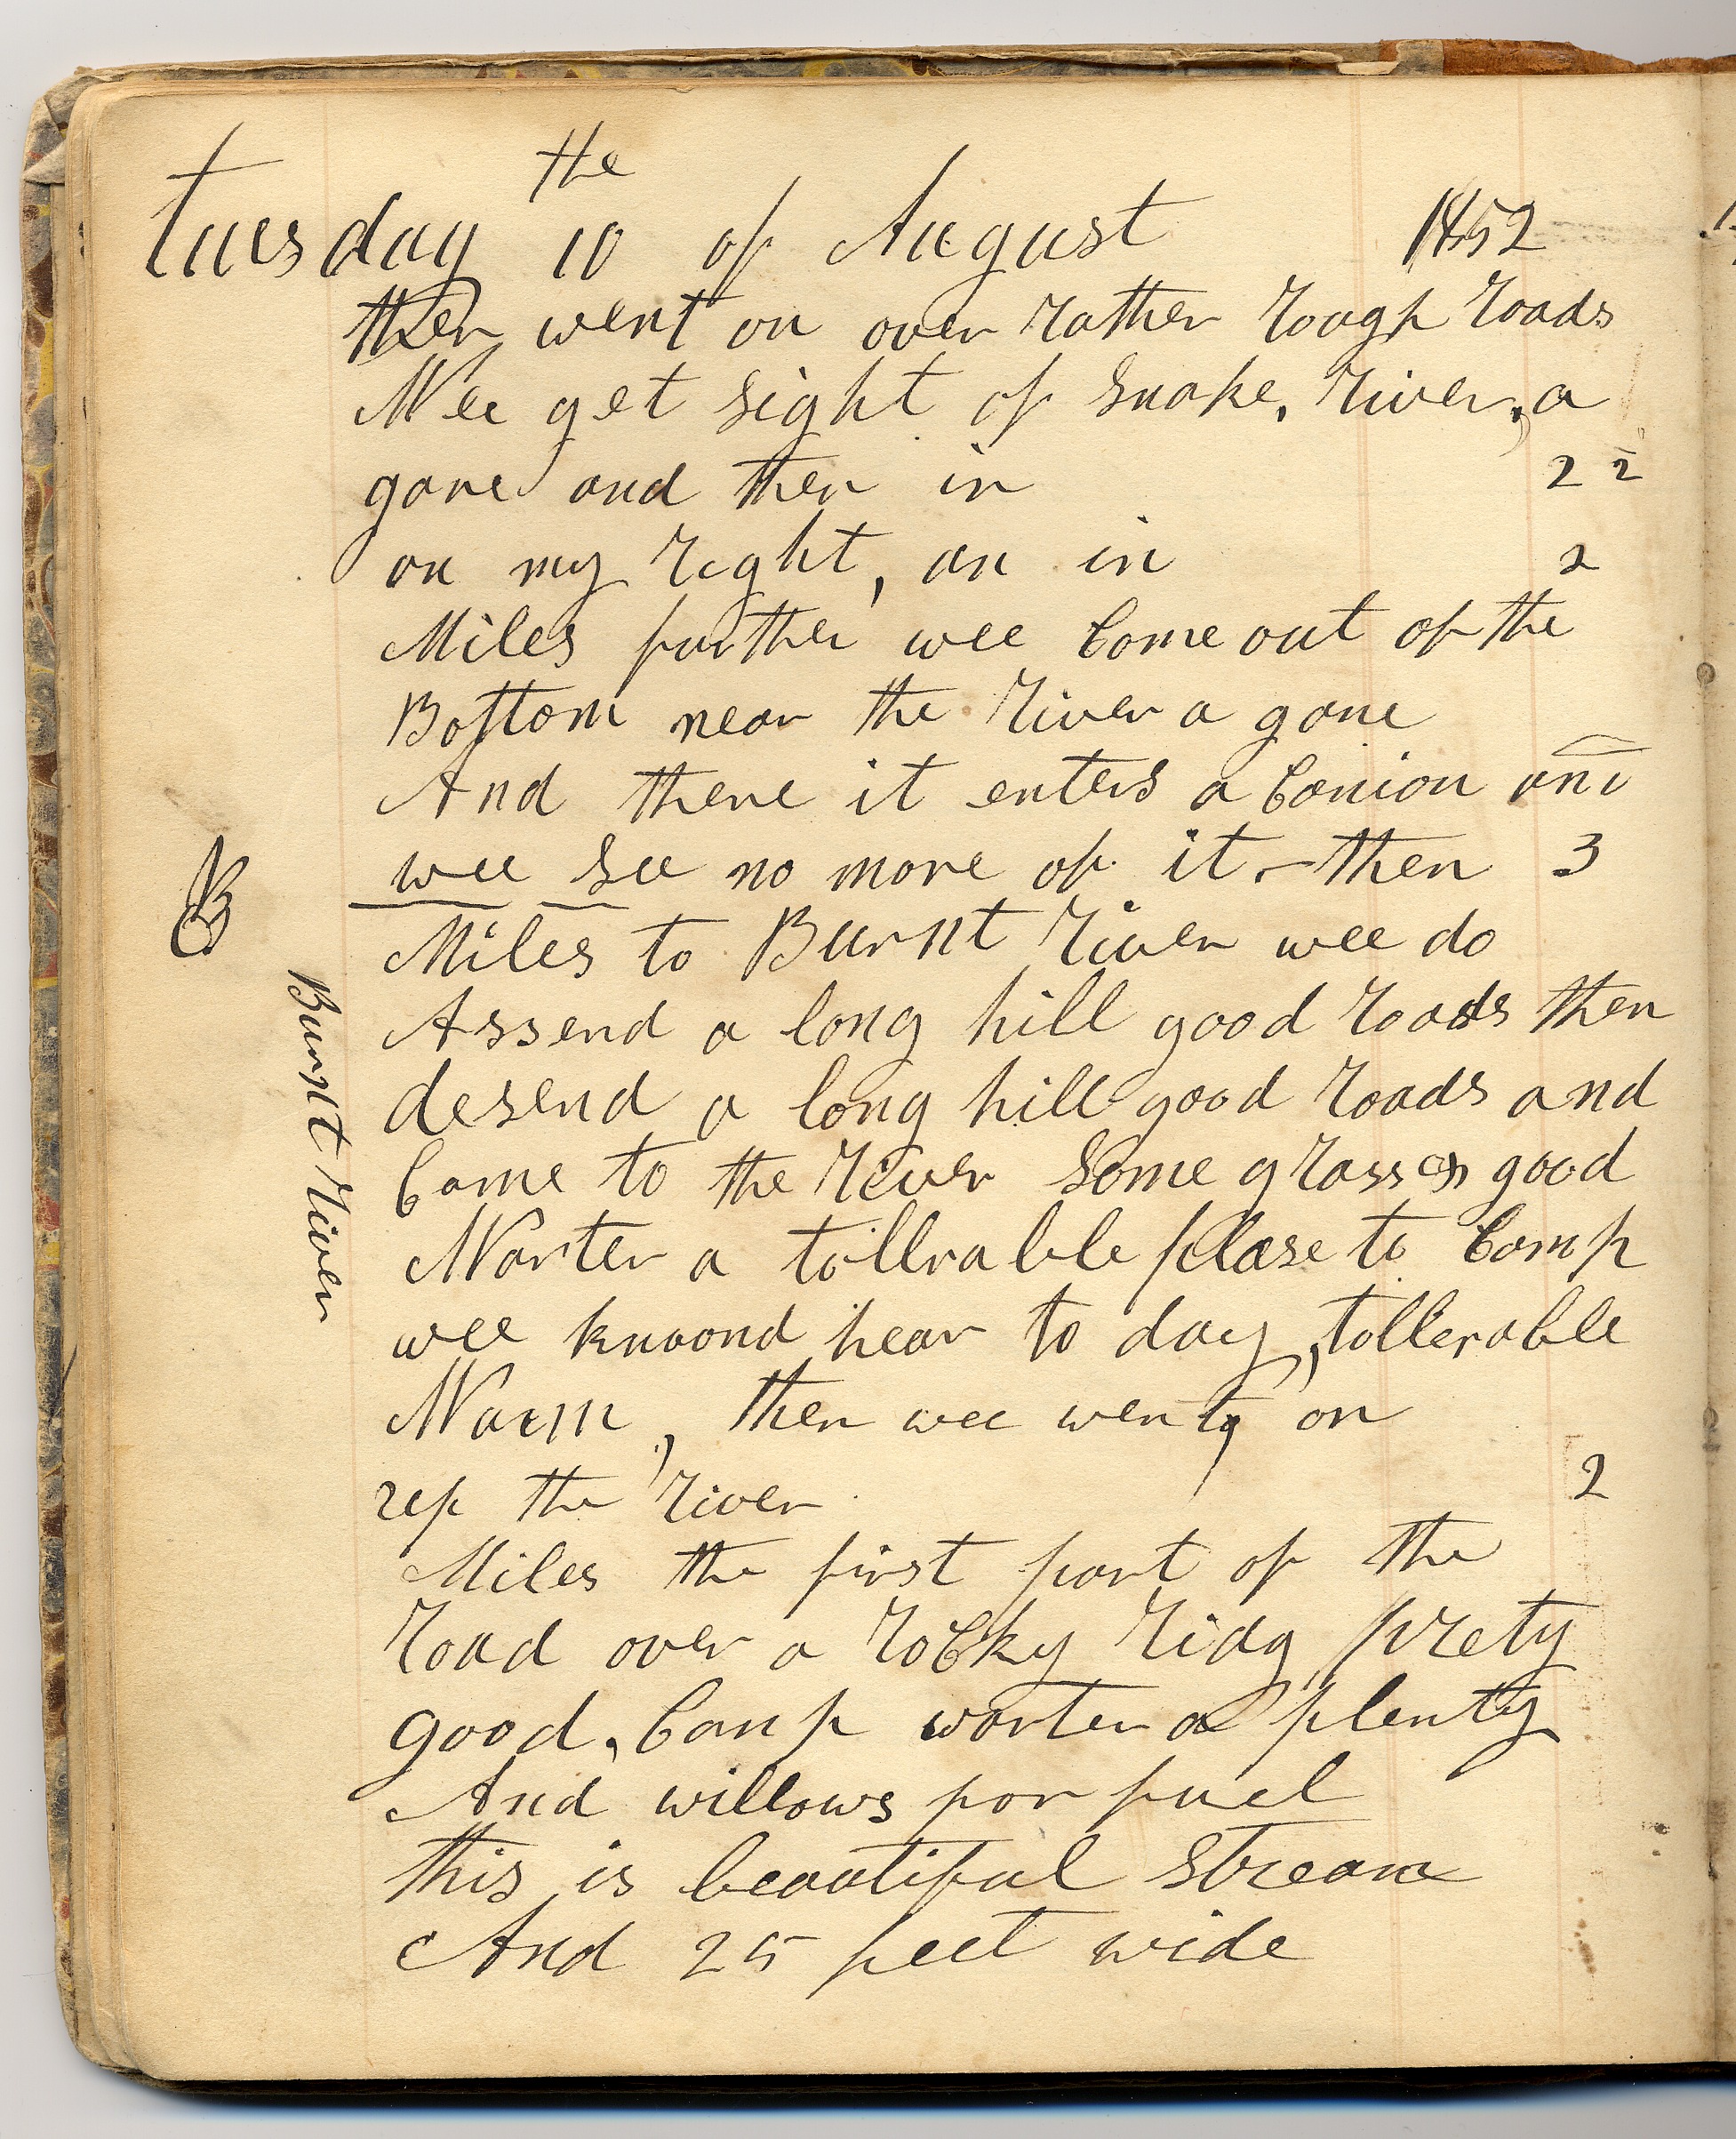 the
tuesday 10 of August 1852
then went on over rather rough roads
Wee get sight of Snake, river, a
gane and then in 2 2
on my right, an in 2
Miles further wee Come out of the
Bottom near the river a gane
And there it enters a Canion and
wee See no more of it - then 3
Miles to Burnt river wee do
Assend a long hill good roads then
desend a long hill good roads and
Came to the river Some grass good
Warter a tollrable plase to Camp
wee knoond hear to day, tollerable
Warm, then wee went on
up the river 2
Miles the first part of the
road over a rocky ridg, prety
good, Camp warter a plenty
And willows for fuel
this is beautiful Stream
And 25 feet wide
B
Burnt river